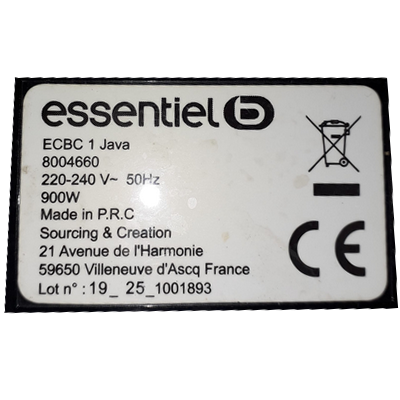 essentiel b
ECBC 1 Java
8004660
220-240 V~ 50Hz
900W
Made in P.R.C
Sourcing & Creation
21 Avenue de l'Harmonie
59650 Villeneuve d'Ascq France
Lot n° : 19_ 25_1001893
CE